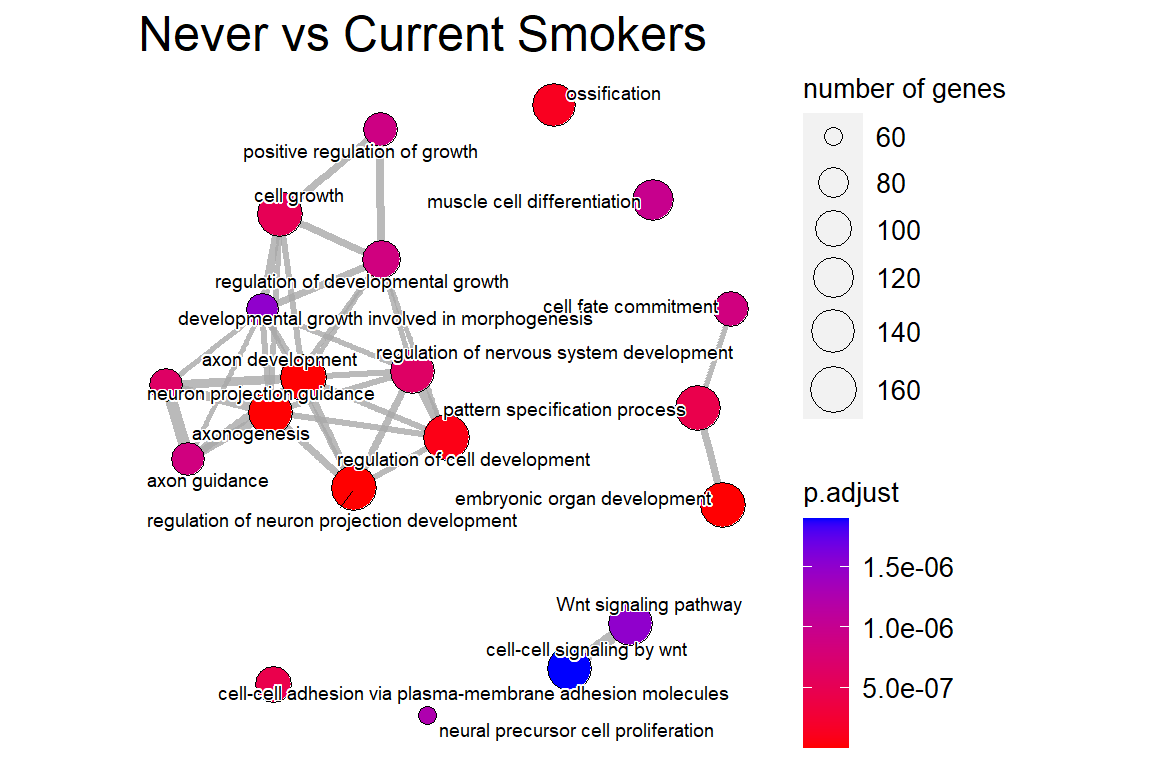 Never vs Current Smokers
ossification
positive regulation of growth
cell growth
muscle cell differentiation
regulation of developmental growth
cell fate commitment
developmental growth involved in morphogenesis
regulation of nervous system development
axon development
neuron projection guidance
pattern specification process
axonogenesis
regulation of cell development
axon guidance
embryonic organ development
regulation of neuron projection development
Wnt signaling pathway
cell-cell signaling by wnt
cell-cell adhesion via plasma-membrane adhesion molecules
neural precursor cell proliferation
number of genes
60
80
100
120
140
160
p.adjust
1.5e-06
1.0e-06
5.0e-07